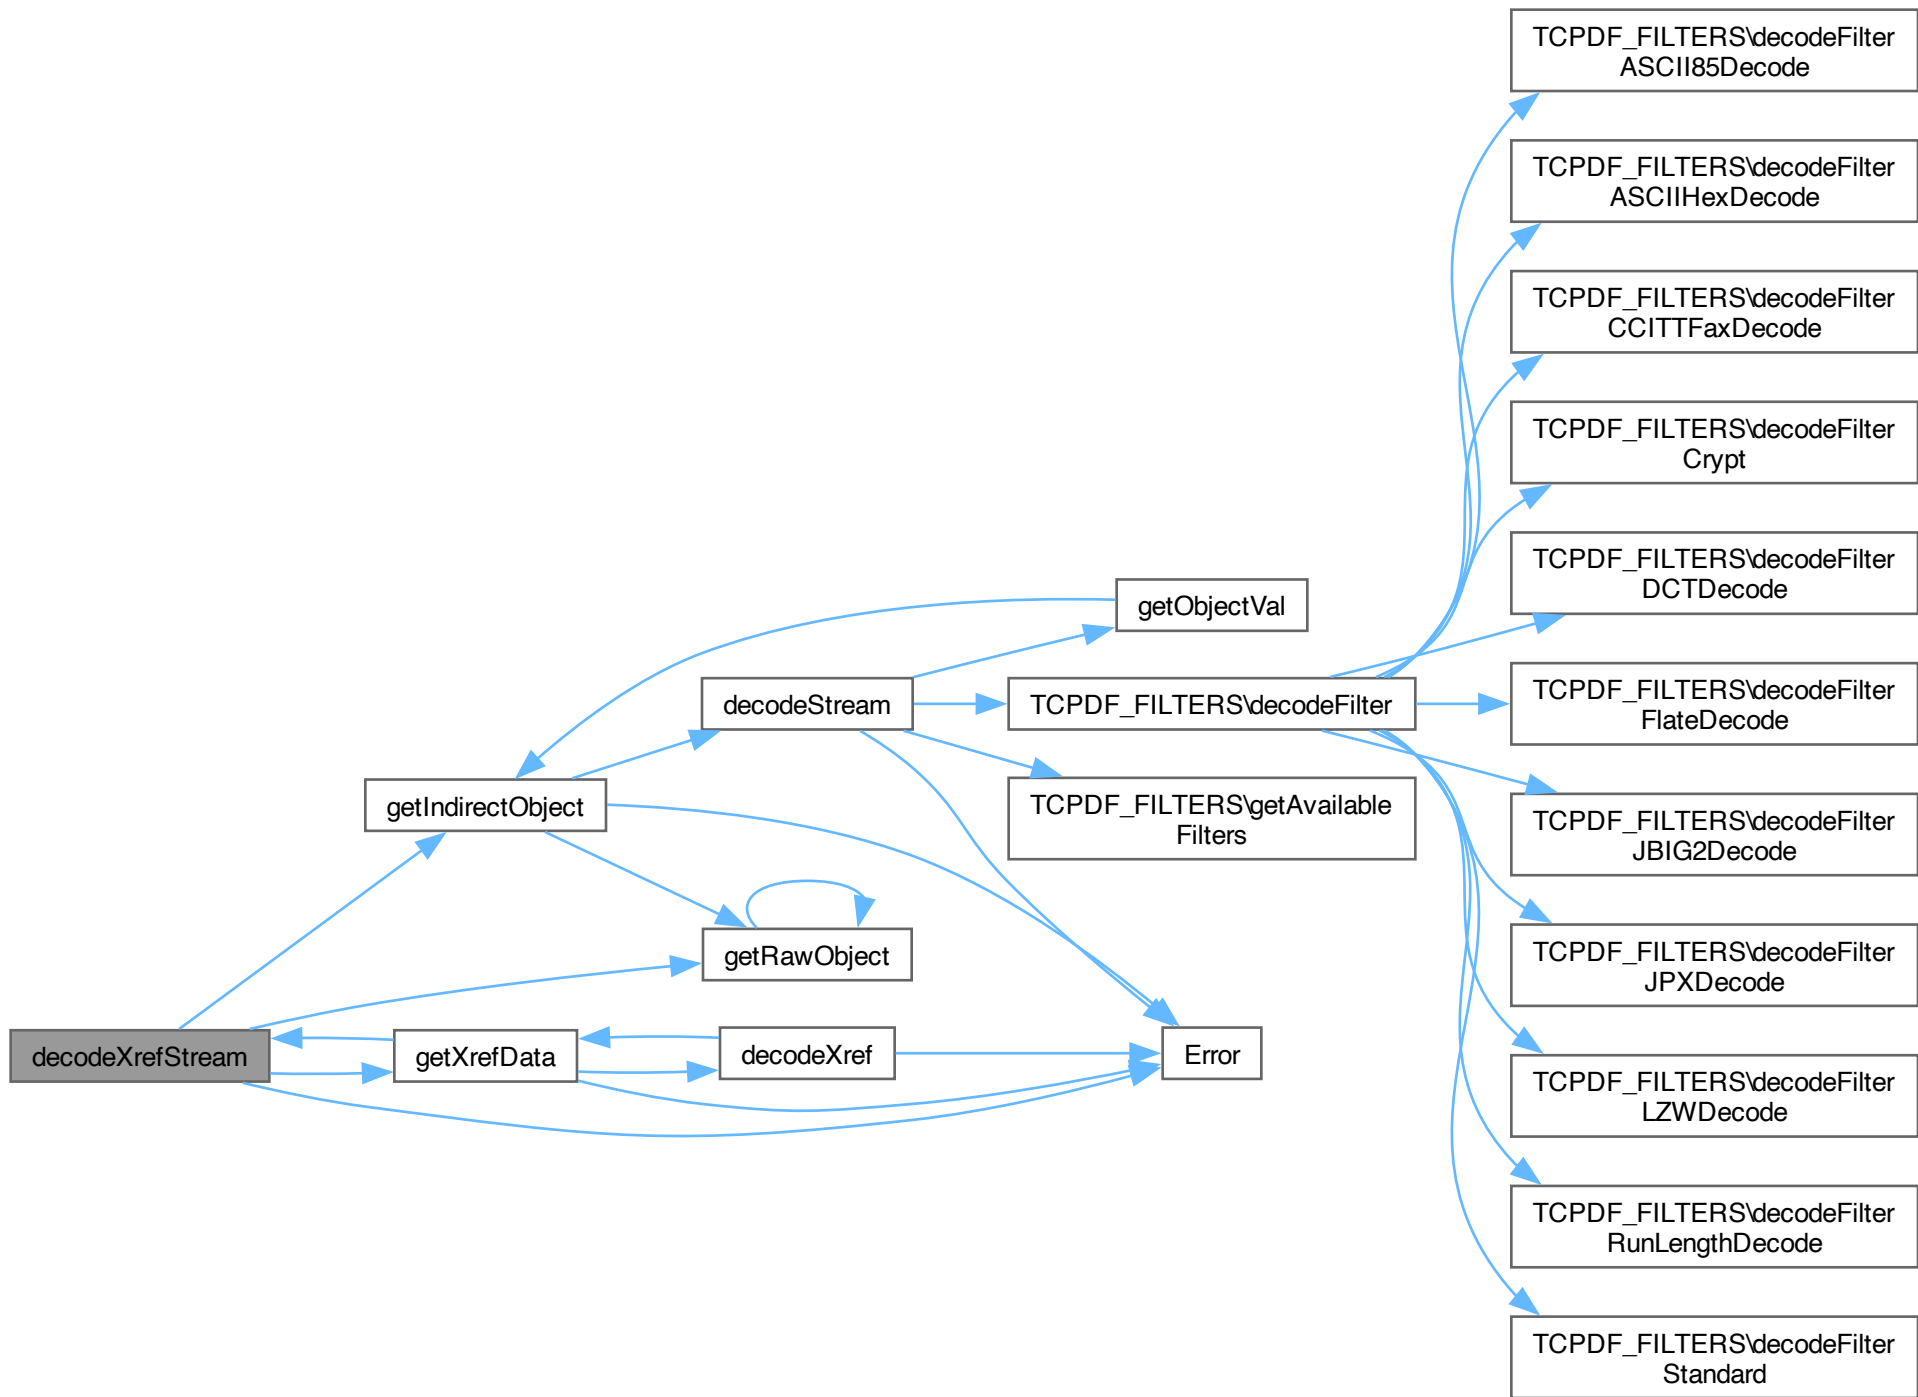 TCPDF_FILTERS\decodeFilter
ASCII85Decode
TCPDF_FILTERS\decodeFilter
ASCIIHexDecode
TCPDF_FILTERS\decodeFilter
CCITTFaxDecode
TCPDF_FILTERS\decodeFilter
Crypt
TCPDF_FILTERS\decodeFilter
DCTDecode
getObjectVal
decodeStream
TCPDF_FILTERS\decodeFilter
TCPDF_FILTERS\decodeFilter
FlateDecode
getIndirectObject
TCPDF_FILTERS\getAvailable
Filters
TCPDF_FILTERS\decodeFilter
JBIG2Decode
getRawObject
TCPDF_FILTERS\decodeFilter
JPXDecode
decodeXrefStream
getXrefData
decodeXref
Error
TCPDF_FILTERS\decodeFilter
LZWDecode
TCPDF_FILTERS\decodeFilter
RunLengthDecode
TCPDF_FILTERS\decodeFilter
Standard